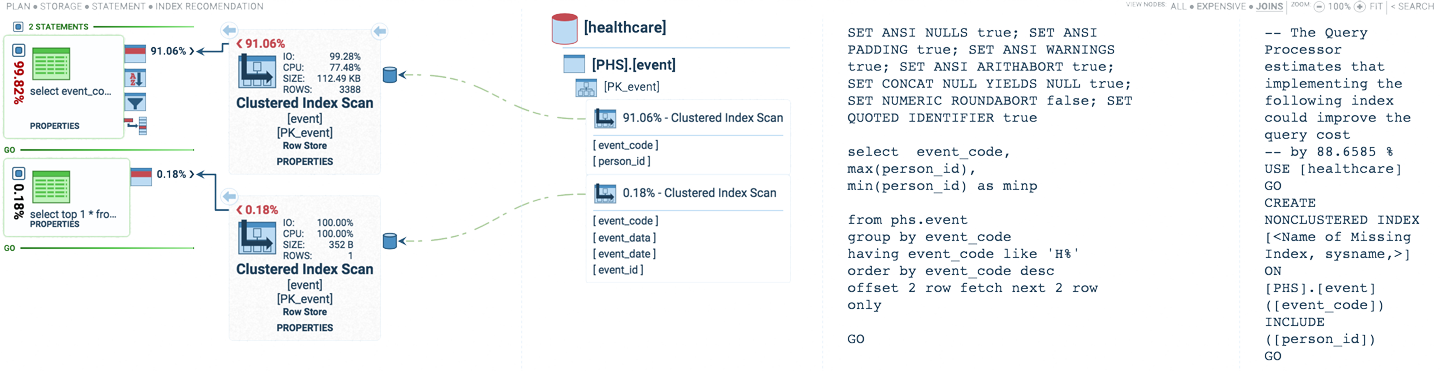 PLAN ● STORAGE ● STATEMENT ● INDEX RECOMENDATION
VIEW NODES: ALL ● EXPENSIVE ● JOINS ZOOM 100% FIT < SEARCH
2 STATEMENTS
99.82%
select event_co...
PROPERTIES
91.06%
GO
0.18%
select top 1 * fro...
PROPERTIES
0.18%
GO
91.06%
IO: 99.28%
CPU: 77.48%
SIZE: 112.49 KB
ROWS: 3388
Clustered Index Scan
[event]
[PK_event]
Row Store
PROPERTIES
0.18%
IO: 100.00%
CPU: 100.00%
SIZE: 352 B
ROWS: 1
Clustered Index Scan
[event]
[PK_event]
Row Store
PROPERTIES
[healthcare]
[PHS].[event]
[PK_event]
91.06% - Clustered Index Scan
[ event_code ]
[ person_id ]
0.18% - Clustered Index Scan
[ event_code ]
[ event_data ]
[ event_date ]
[ event_id ]
SET ANSI NULLS true; SET ANSI
PADDING true; SET ANSI WARNINGS
true; SET ANSI ARITHABORT true;
SET CONCAT NULL YIELDS NULL true;
SET NUMERIC ROUNDABORT false; SET
QUOTED IDENTIFIER true
select event_code,
max(person_id),
min(person_id) as minp
from phs.event
group by event_code
having event_code like 'H%'
order by event_code desc
offset 2 row fetch next 2 row
only
GO
-- The Query
Processor
estimates that
implementing the
following index
could improve the
query cost
-- by 88.6585 %
USE [healthcare]
GO
CREATE
NONCLUSTERED INDEX
[<Name of Missing
Index, sysname,>]
ON
[PHS].[event]
([event_code])
INCLUDE
([person_id])
GO